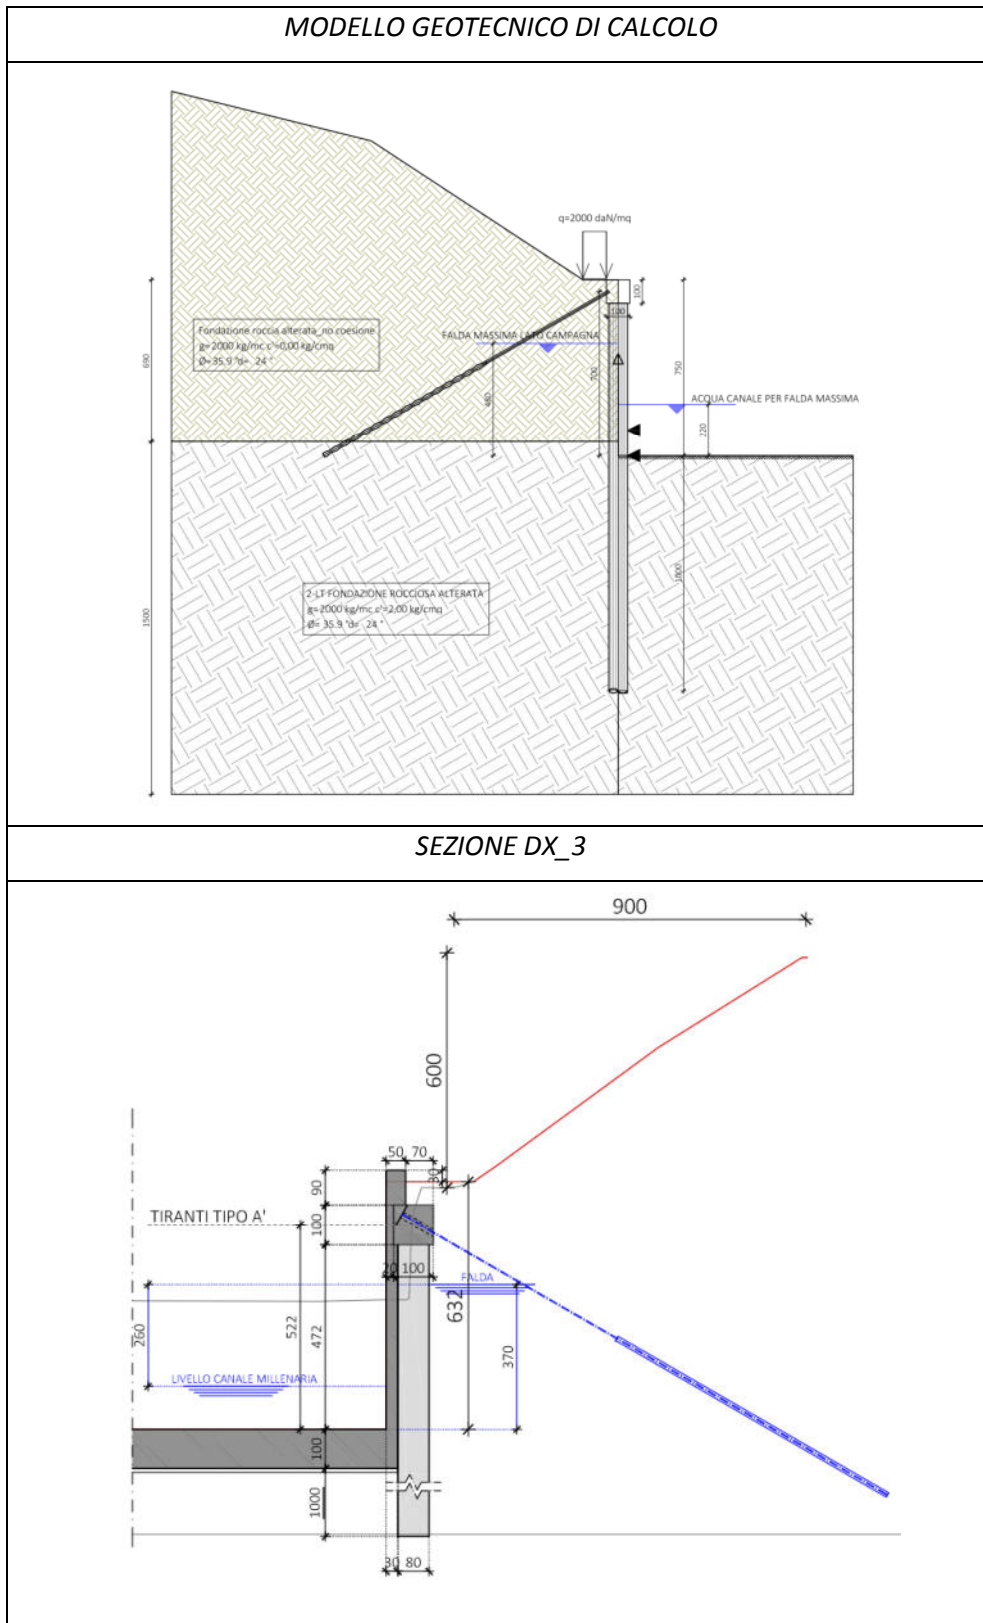 MODELLO GEOTECNICO DI CALCOLO
q=2000 daN/mq
100
100
Fondazione roccia alterata_no coesione
g=2000 kg/mc c'=0,00 kg/cmq
Ø=35.9 °d= 24 °
FALDA MASSIMA LATO CAMPAGNA
690
700
750
480
ACQUA CANALE PER FALDA MASSIMA
220
2-LT FONDAZIONE ROCCIOSA ALTERATA
g=2000 kg/mc c'=2,00 kg/cmq
Ø= 35.9 °d= 24 °
1000
1500
SEZIONE DX_3
900
600
50 70
30
90
TIRANTI TIPO A'
100
20 100
FALDA
632
260
522
472
370
LIVELLO CANALE MILLENARIA
100
1000
30 80